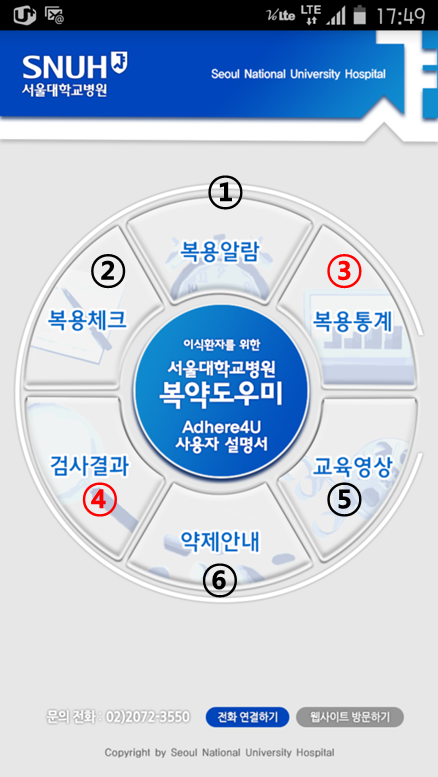 17:49
SNUH
서울대학교병원
Seoul National University Hospital
①
복용알람
②
복용체크
③
복용통계
이식환자를 위한
서울대학교병원
복약도우미
Adhere4U
사용자 설명서
검사결과
④
교육영상
⑤
약제안내
⑥
문의 전화 : 02)2072-3550
전화 연결하기
웹사이트 방문하기
Copyright by Seoul National University Hospital